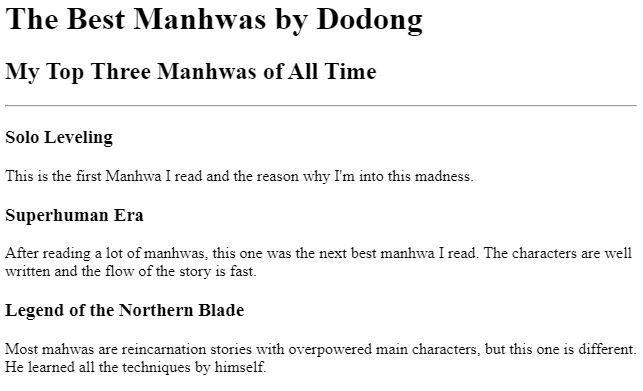 The Best Manhwas by Dodong
My Top Three Manhwas of All Time
Solo Leveling
This is the first Manhwa I read and the reason why I'm into this madness.
Superhuman Era
After reading a lot of manhwas, this one was the next best manhwa I read. The characters are well
written and the flow of the story is fast.
Legend of the Northern Blade
Most mahwas are reincarnation stories with overpowered main characters, but this one is different.
He learned all the techniques by himself.